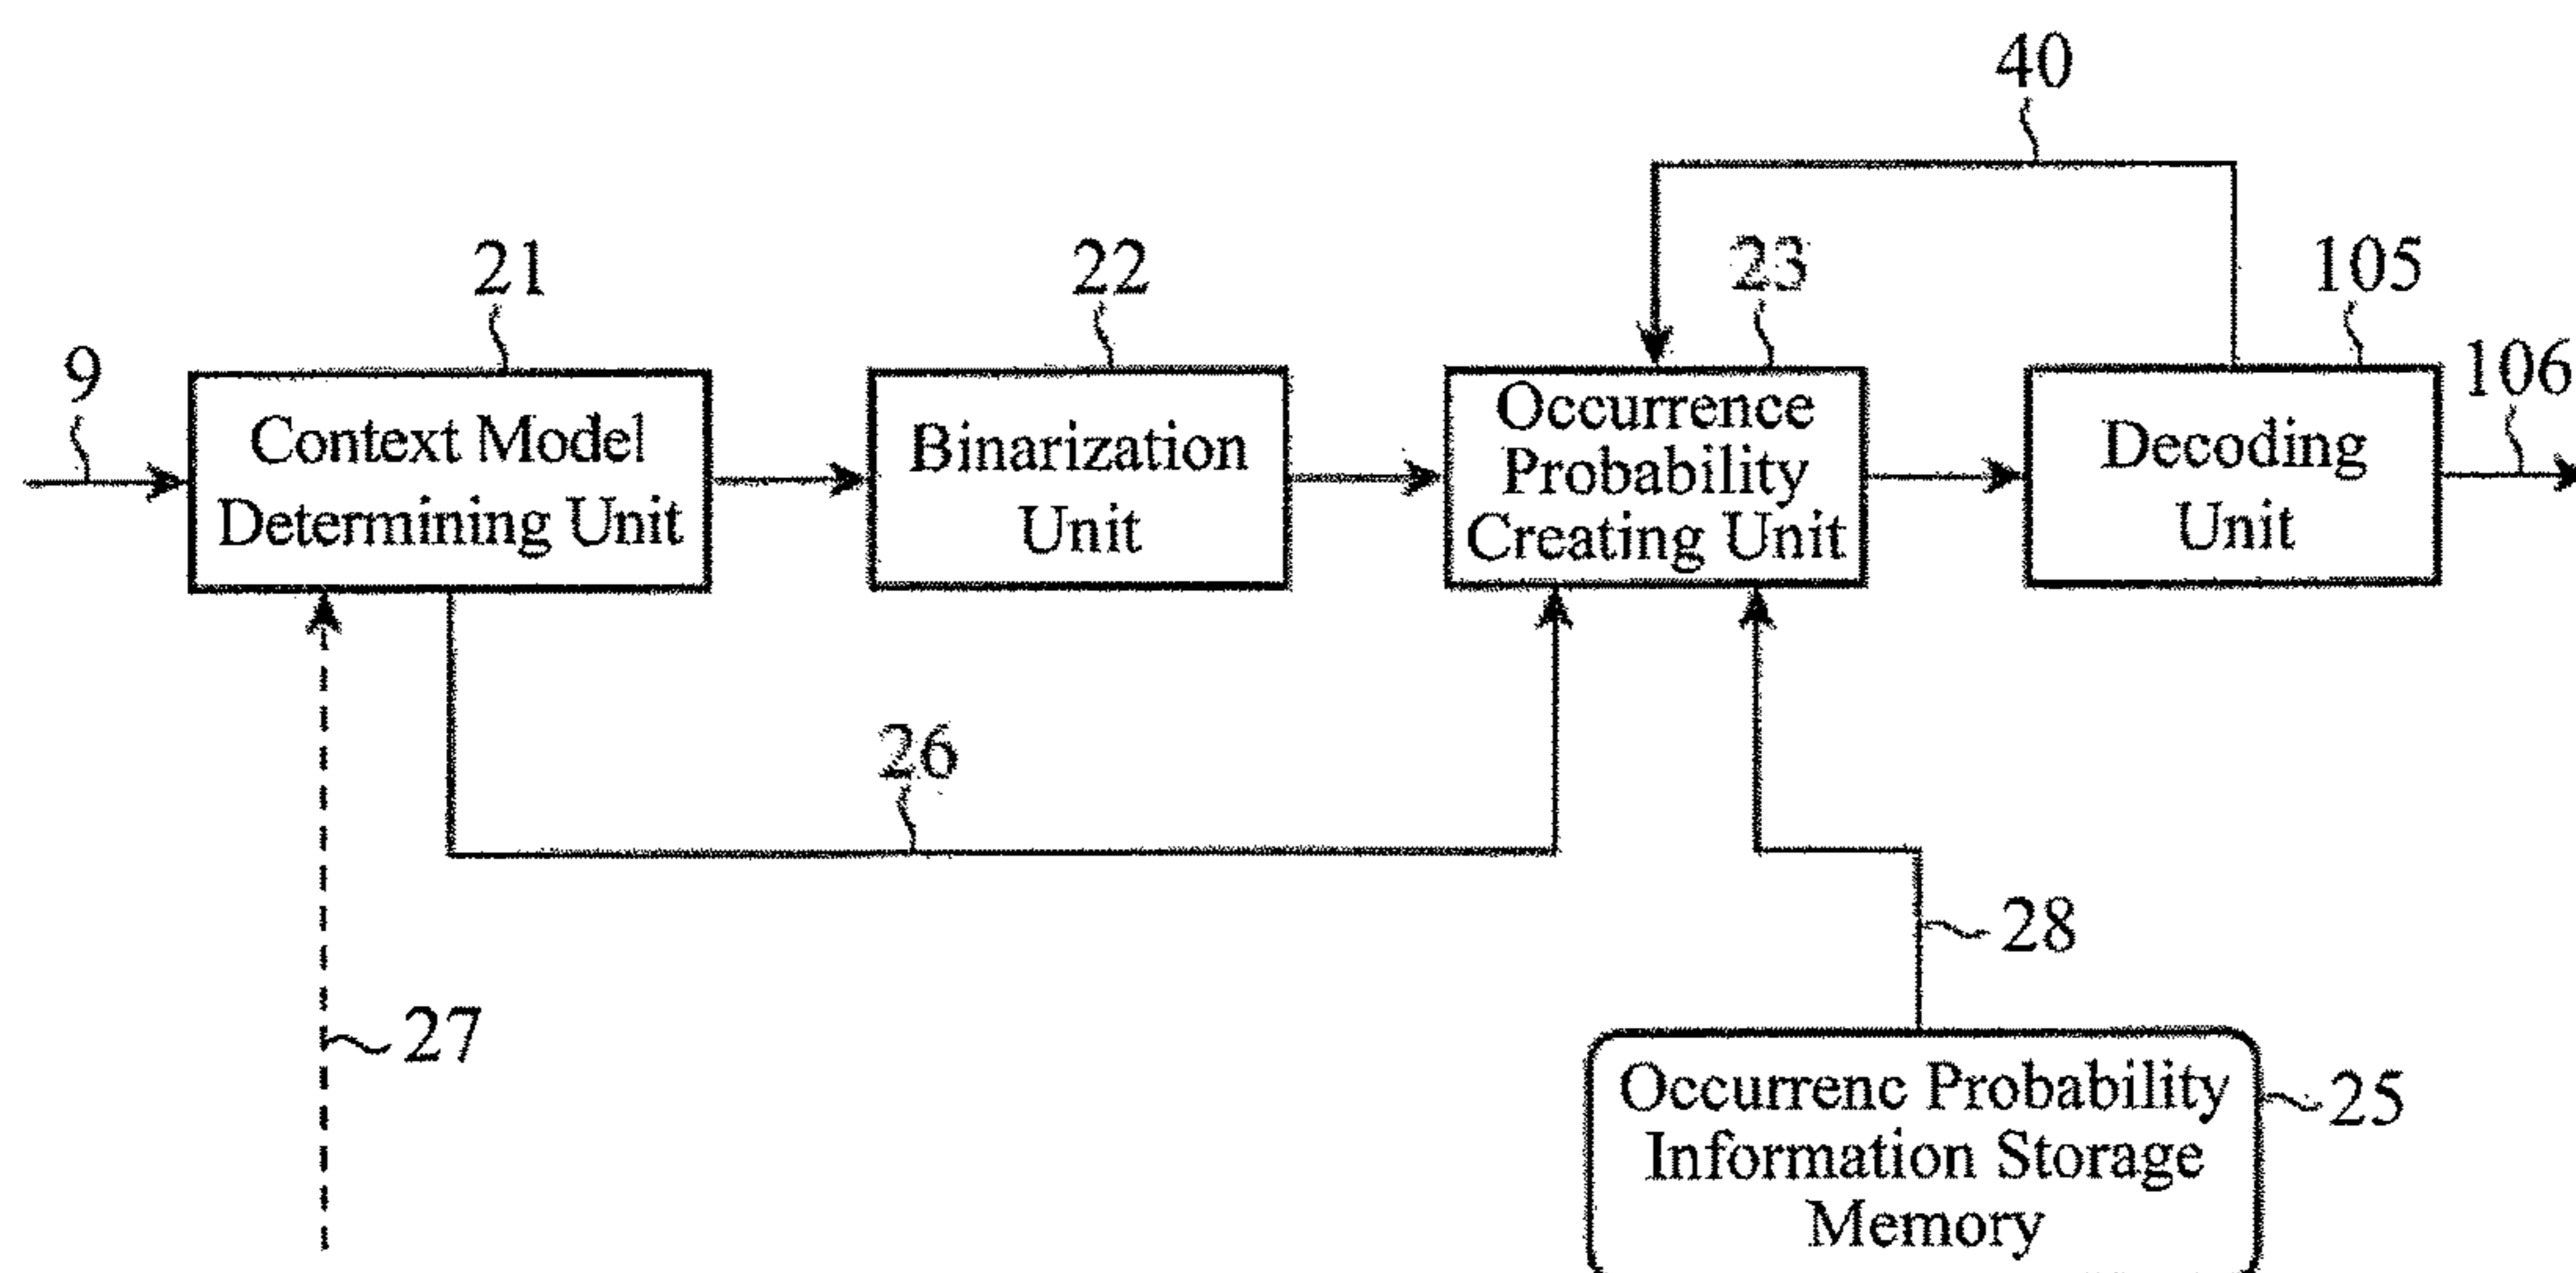 40
21
22
23
105
9
106
Context Model
Determining Unit
Binarization
Unit
Occurrence
Probability
Creating Unit
Decoding
Unit
26
28
27
Occurrenc Probability
Information Storage
Memory
25